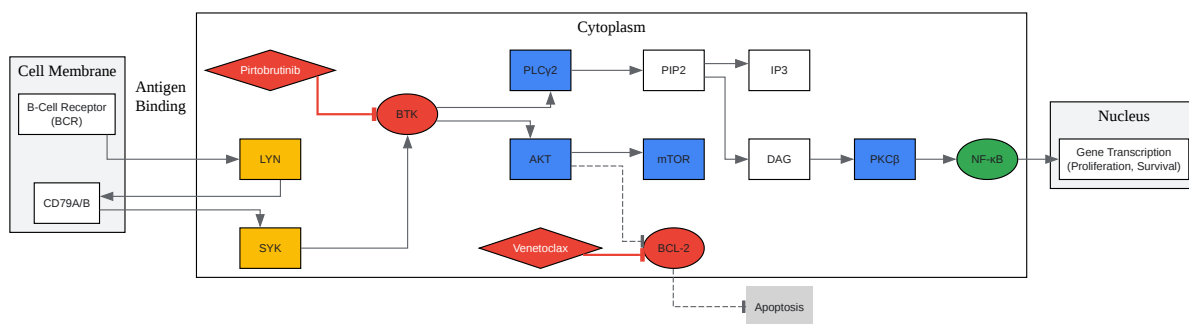 Cytoplasm
Cell Membrane
Antigen
Binding
Pirtobrutinib
PLCγ2
PIP2
IP3
B-Cell Receptor
(BCR)
BTK
Nucleus
LYN
AKT
mTOR
DAG
PKCβ
NF-κB
Gene Transcription
(Proliferation, Survival)
CD79A/B
SYK
Venetoclax
BCL-2
Apoptosis